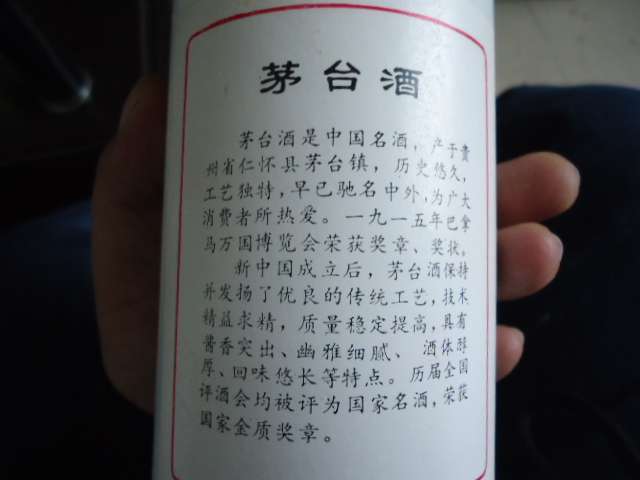 茅台酒
茅台酒是中国名酒，产于贵
州省仁怀县茅台镇，历史悠久，
工艺独特，早已驰名中外，为广大
消费者所热爱。一九一五年巴拿
马万国博览会荣获奖章、奖状。
新中国成立后，茅台酒保持
并发扬了优良的传统工艺，技术
精益求精，质量稳定提高，具有
酱香突出、幽雅细腻、酒体醇
厚、回味悠长等特点。历届全国
评酒会均被评为国家名酒，荣获
国家金质奖章。